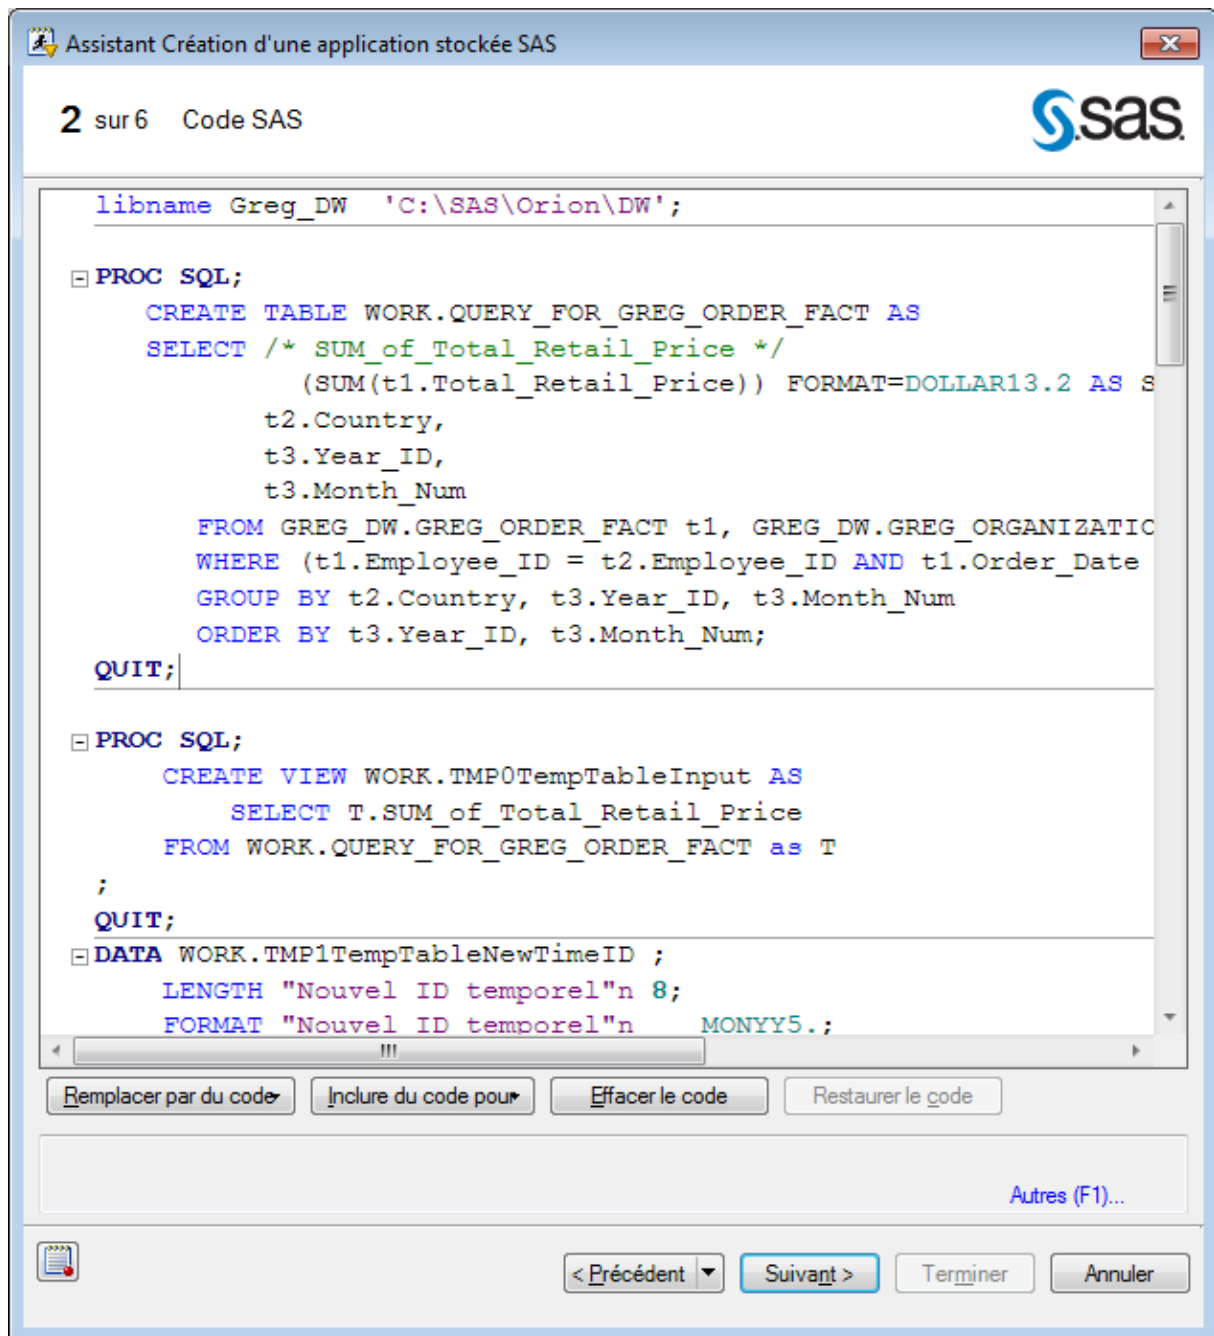 Assistant Création d'une application stockée SAS
2 sur 6 Code SAS
sas
libname Greg_DW 'C:\SAS\Orion\DW';
PROC SQL;
CREATE TABLE WORK.QUERY_FOR_GREG_ORDER_FACT AS
SELECT /* SUM_of_Total_Retail_Price */
(SUM(t1.Total_Retail_Price)) FORMAT=DOLLAR13.2 AS S
t2.Country,
t3.Year_ID,
t3.Month_Num
FROM GREG_DW.GREG_ORDER_FACT t1, GREG_DW.GREG_ORGANIZATIO
WHERE (t1.Employee_ID = t2.Employee_ID AND t1.Order_Date
GROUP BY t2.Country, t3.Year_ID, t3.Month_Num
ORDER BY t3.Year_ID, t3.Month_Num;
QUIT;
PROC SQL;
CREATE VIEW WORK.TMP0TempTableInput AS
SELECT T.SUM_of_Total_Retail_Price
FROM WORK.QUERY_FOR_GREG_ORDER_FACT as T
;
QUIT;
DATA WORK.TMP1TempTableNewTimeID ;
LENGTH "Nouvel ID temporel"n 8;
FORMAT "Nouvel ID temporel"n MONYY5.;
Remplacer par du code Inclure du code pour Effacer le code Restaurer le code
Autres (F1)...
< Précédent Suivant > Terminer Annuler